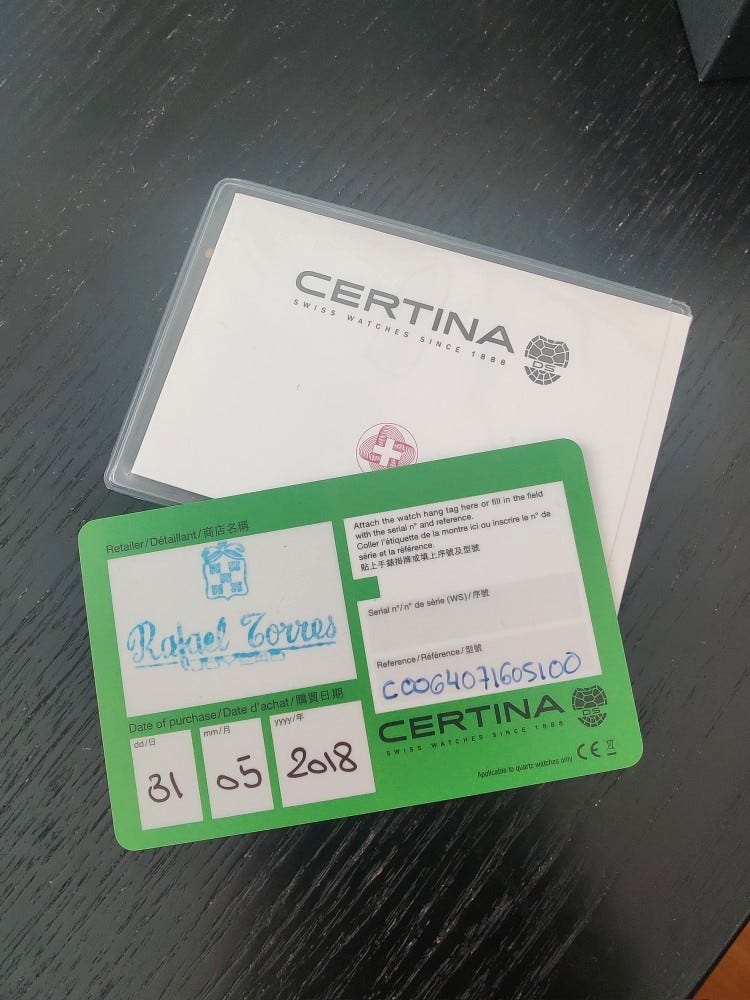 CERTINA
SWISS WATCHES SINCE 1888
DS
Retailer/Détaillant/商店名稱
Rafael Torres
Attach the watch hang tag here or fill in the field
with the serial n° and reference.
Coller l'étiquette de la montre ici ou inscrire le n° de
série et la référence.
貼上手錶掛牌或填上序號及型號
Serial n°/n° de série (WS)/序號
Reference/Référence/型號
C0064071605100
Date of purchase/Date d'achat/購買日期
dd/日
mm/月
yyyy/年
31
05
2018
CERTINA
SWISS WATCHES SINCE 1888
DS
Applicable to quartz watches only
CE